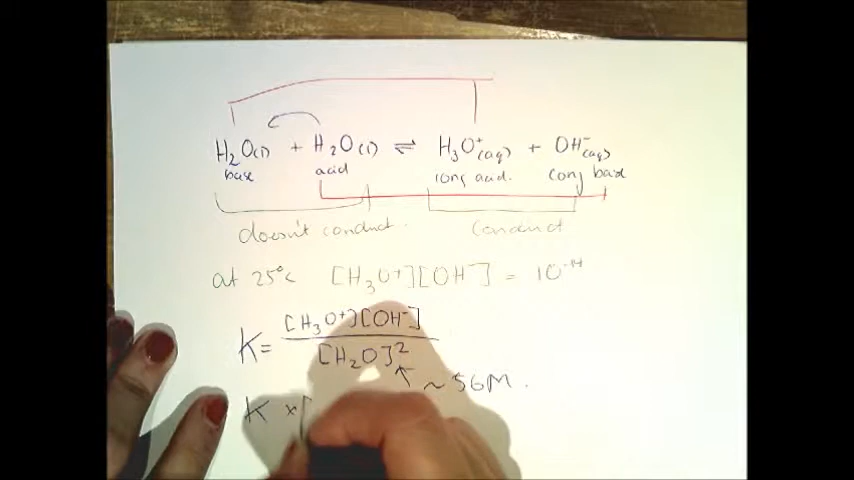 H₂O(l) + H₂O(l) ⇌ H₃O⁺(aq) + OH⁻(aq)
base acid conj acid. conj base
doesn't conduct. Conduct
at 25°C [H₃O⁺][OH⁻] = 10⁻¹⁴
K = [H₃O⁺][OH⁻] / [H₂O]²
~56M.
K × [